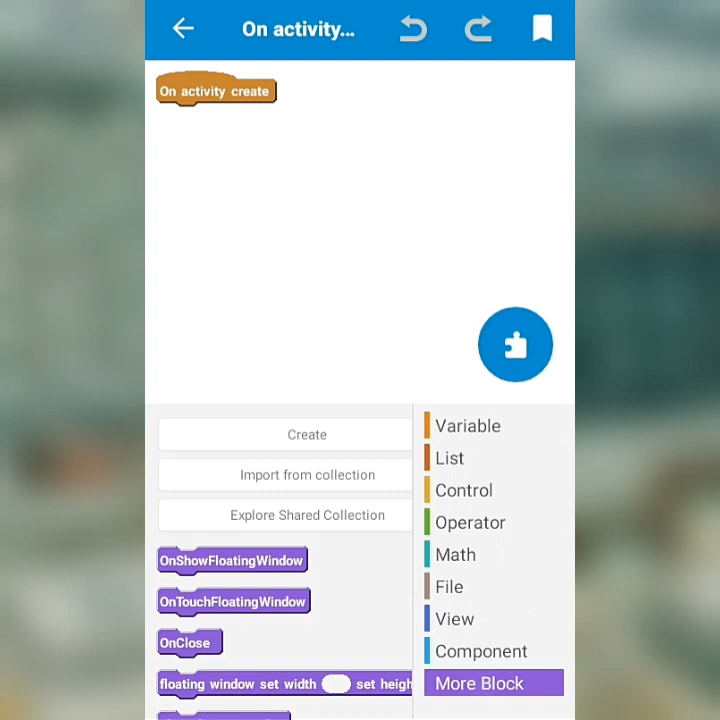 On activity...
On activity create
Create
Import from collection
Explore Shared Collection
OnShowFloatingWindow
OnTouchFloatingWindow
OnClose
floating window set width set heigh
Variable
List
Control
Operator
Math
File
View
Component
More Block